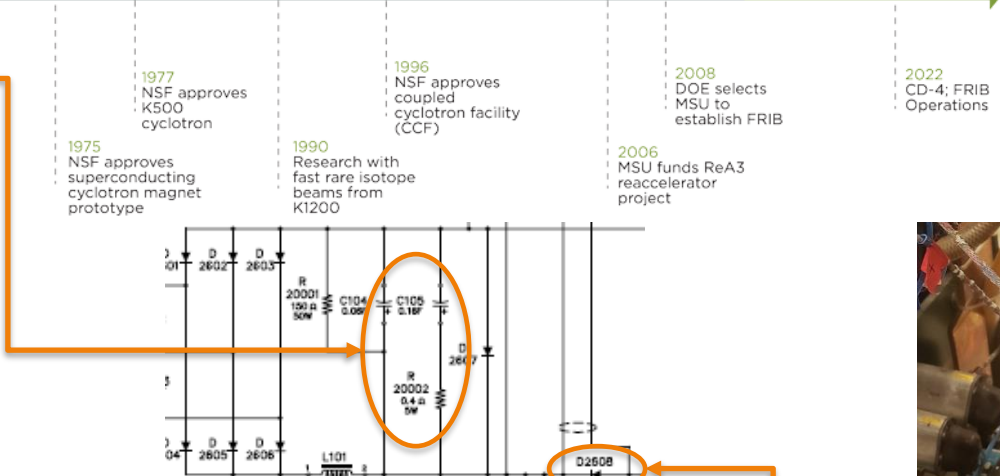 1975
NSF approves
superconducting
cyclotron magnet
prototype
1977
NSF approves
K500
cyclotron
1990
Research with
fast rare isotope
beams from
K1200
1996
NSF approves
coupled
cyclotron facility
(CCF)
2006
MSU funds ReA3
reaccelerator
project
2008
DOE selects
MSU to
establish FRIB
2022
CD-4; FRIB
Operations
D
2602
D
2603
R
20001
150 Ω
50W
C104
C105
0.16F
R
20002
0.4 Ω
5W
D
D
2605
D
2606
L101
1
2
D2608